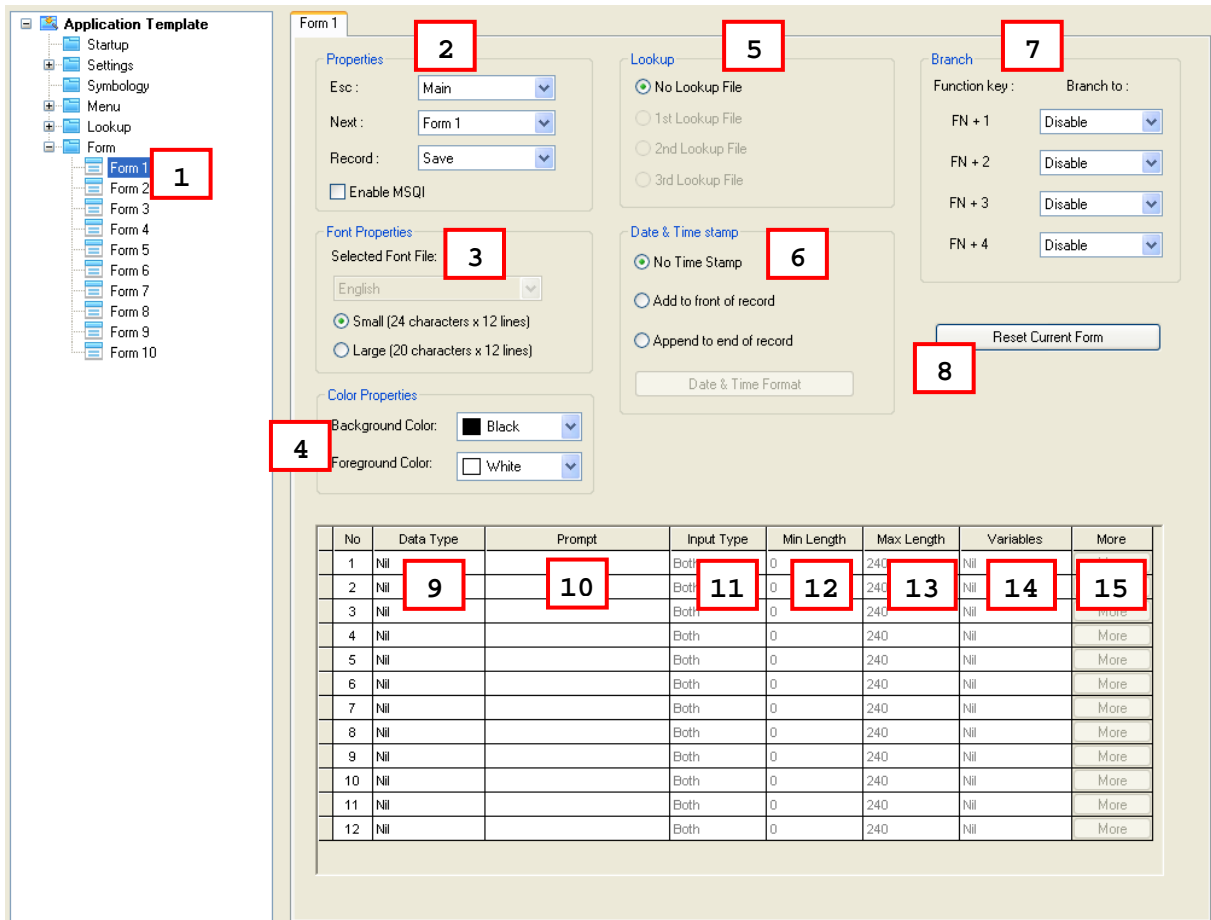 Application Template
Startup
Settings
Symbology
Menu
Lookup
Form
Form 1
Form 2
Form 3
Form 4
Form 5
Form 6
Form 7
Form 8
Form 9
Form 10
1
Form 1
Properties
2
Esc :
Main
Next :
Form 1
Record :
Save
Enable MSQI
Font Properties
3
Selected Font File:
English
Small (24 characters x 12 lines)
Large (20 characters x 12 lines)
Color Properties
4
Background Color:
Black
Foreground Color:
White
Lookup
5
No Lookup File
1st Lookup File
2nd Lookup File
3rd Lookup File
Date & Time stamp
6
No Time Stamp
Add to front of record
Append to end of record
Date & Time Format
Branch
7
Function key : Branch to :
FN + 1 Disable
FN + 2 Disable
FN + 3 Disable
FN + 4 Disable
Reset Current Form
8
No Data Type Prompt Input Type Min Length Max Length Variables More
1 Nil Both 0 240 Nil
9 10 11 12 13 14 15
2 Nil Both 0 240 Nil
3 Nil Both 0 240 Nil More
4 Nil Both 0 240 Nil More
5 Nil Both 0 240 Nil More
6 Nil Both 0 240 Nil More
7 Nil Both 0 240 Nil More
8 Nil Both 0 240 Nil More
9 Nil Both 0 240 Nil More
10 Nil Both 0 240 Nil More
11 Nil Both 0 240 Nil More
12 Nil Both 0 240 Nil More